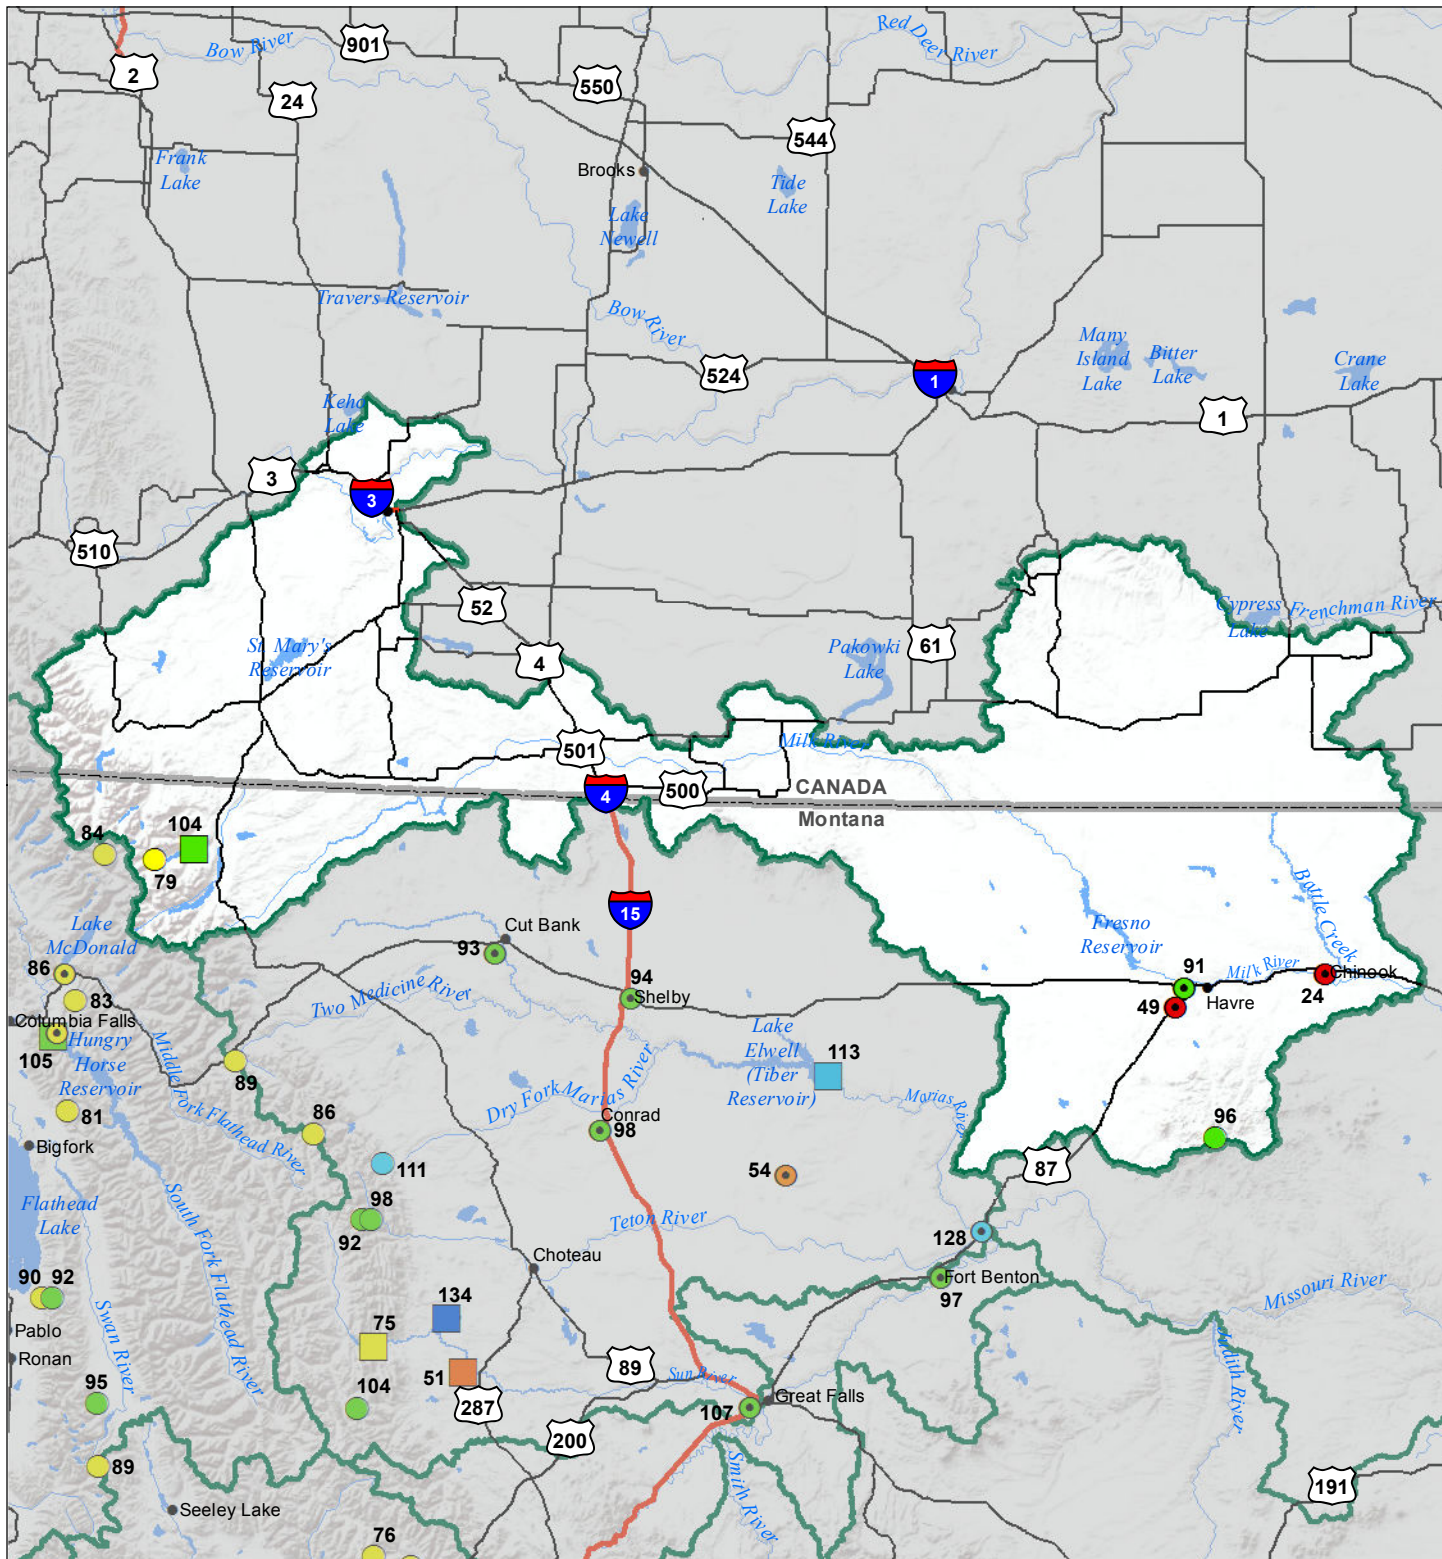 Bow River
901
Red Deer River
2
24
550
544
Frank
Lake
Brooks
Tide
Lake
Lake
Newell
Travers Reservoir
Bow River
524
1
Many
Island
Lake
Bitter
Lake
Crane
Lake
1
Keho
Lake
3
3
510
52
Cypress
Lake
Frenchman River
St. Mary's
Reservoir
4
Pakowki
Lake
61
501
Milk River
500
4
CANADA
Montana
84
104
79
15
Battle Creek
Lake
McDonald
Cut Bank
93
Fresno
Reservoir
86
83
94
Shelby
91
Milk River
Chinook
24
Havre
49
Two Medicine River
Columbia Falls
Hungry
Horse
Reservoir
105
Middle Fork Flathead River
89
Lake
Elwell
(Tiber
Reservoir)
113
Marias River
81
86
Dry Fork Marias River
Conrad
98
96
Bigfork
111
54
87
Flathead
Lake
South Fork Flathead River
98
92
Teton River
128
Choteau
Fort Benton
97
90
92
Swan River
134
Missouri River
Pablo
75
Judith River
Ronan
51
89
Sun River
95
104
287
107
Great Falls
200
89
Smith River
191
Seeley Lake
76